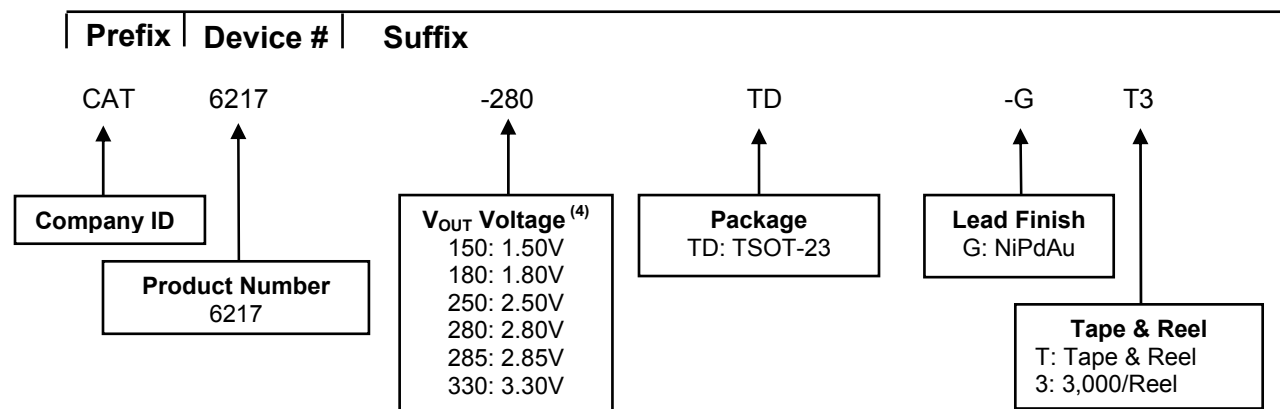 Prefix Device # Suffix
CAT 6217 -280 TD -G T3
Company ID
Product Number
6217
VOUT Voltage (4)
150: 1.50V
180: 1.80V
250: 2.50V
280: 2.80V
285: 2.85V
330: 3.30V
Package
TD: TSOT-23
Lead Finish
G: NiPdAu
Tape & Reel
T: Tape & Reel
3: 3,000/Reel